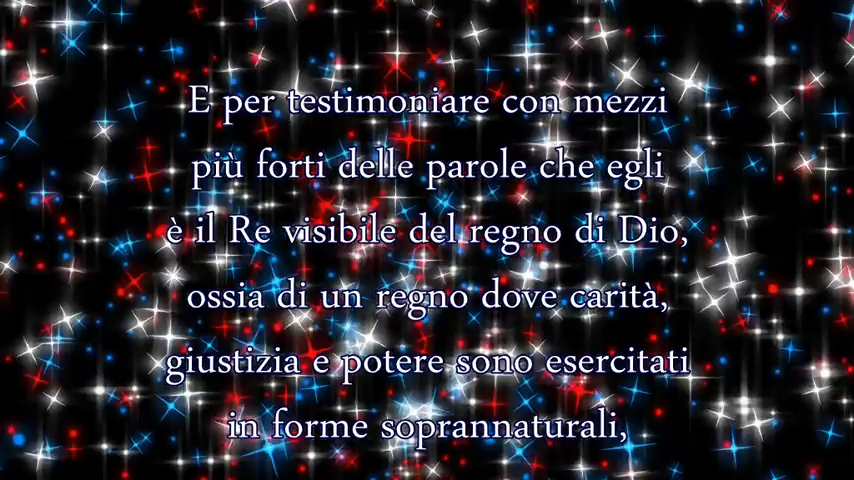 E per testimoniare con mezzi
più forti delle parole che egli
è il Re visibile del regno di Dio,
ossia di un regno dove carità,
giustizia e potere sono esercitati
in forme soprannaturali,